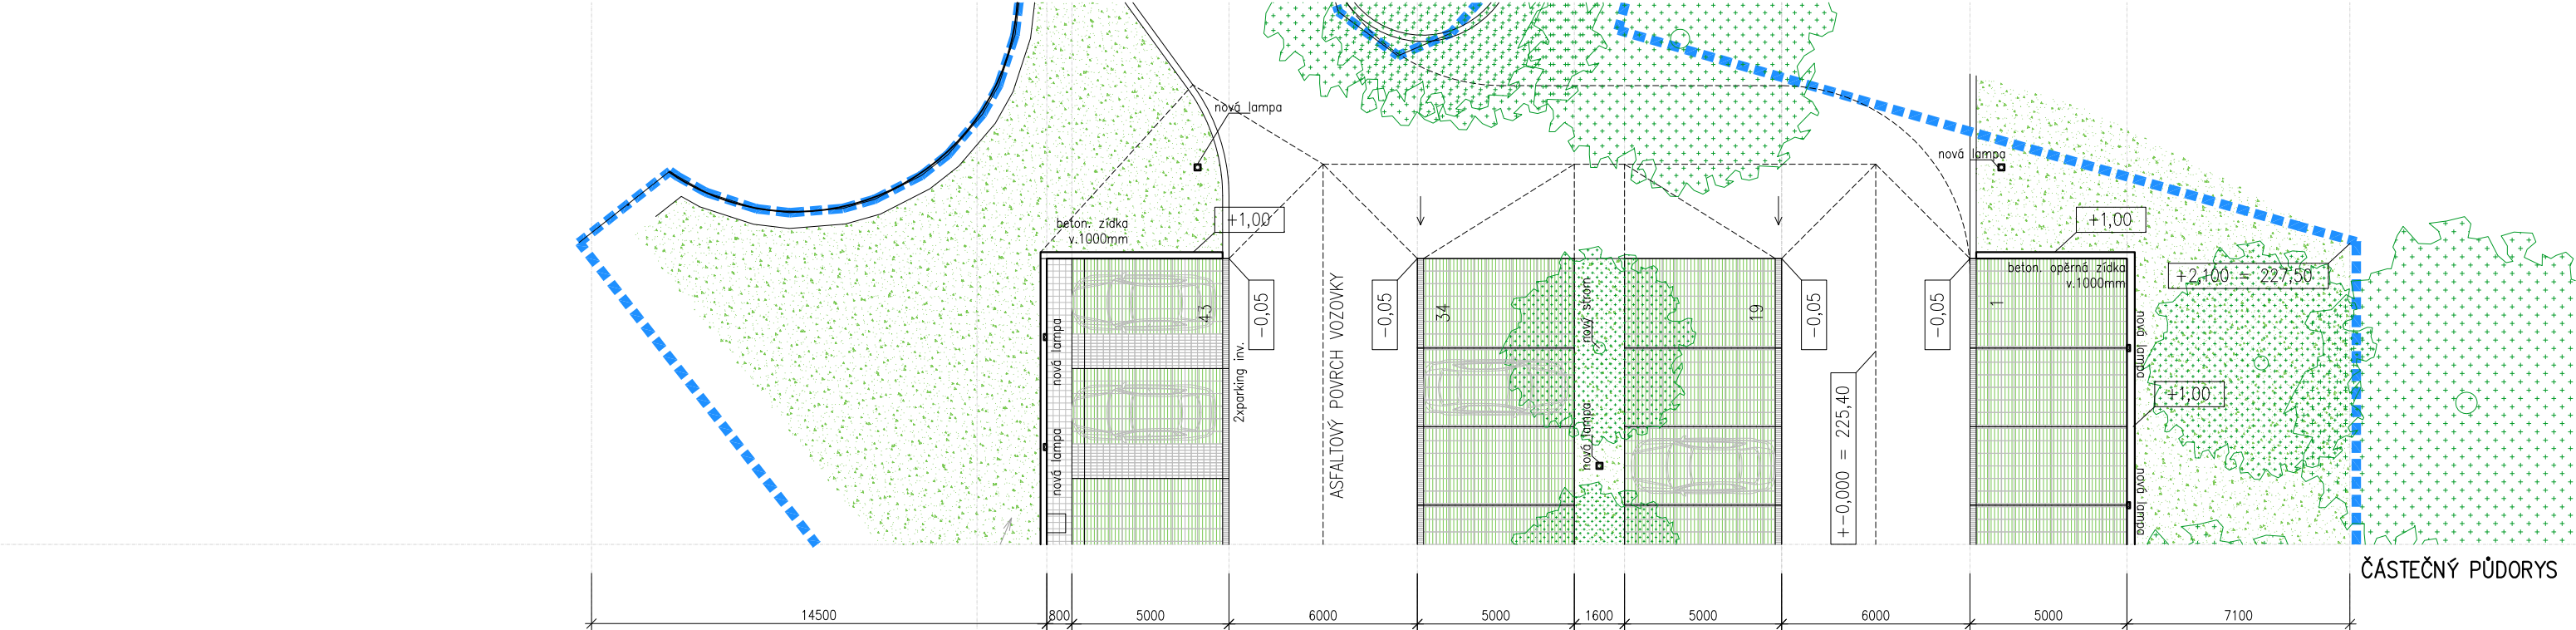 nová lampa
nová lampa
+1,00
beton. zídka
v.1000mm
+1,00
beton. opěrná zídka
v.1000mm
+2,100 = 227,50
nová lampa
nová lampa
43
2xparking inv.
-0,05
ASFALTOVÝ POVRCH VOZOVKY
-0,05
34
nový strom
nová lampa
19
-0,05
+-0,000 = 225,40
-0,05
1
nová lampa
+1,00
nová lampa
ČÁSTEČNÝ PŮDORYS
14500
800
5000
6000
5000
1600
5000
6000
5000
7100